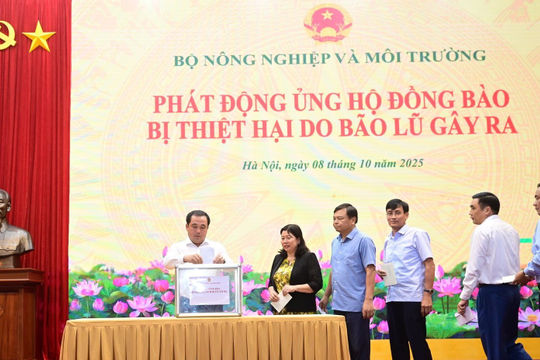 BỘ NÔNG NGHIỆP VÀ MÔI TRƯỜNG
PHÁT ĐỘNG ỦNG HỘ ĐỒNG BÀO
BỊ THIỆT HẠI DO BÃO LŨ GÂY RA
Hà Nội, ngày 08 tháng 10 năm 2025